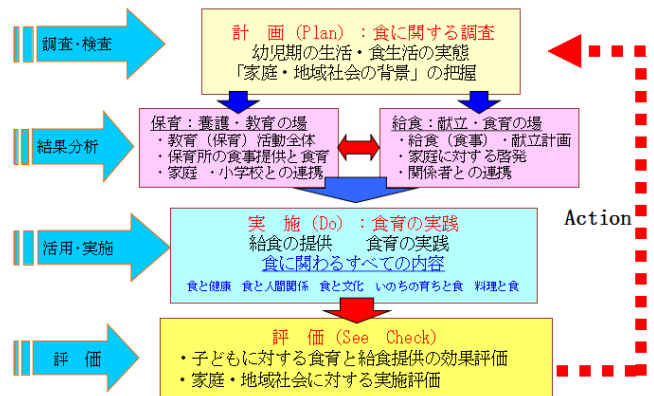 調査・検査
計 画 (Plan) ：食に関する調査
幼児期の生活・食生活の実態
「家庭・地域社会の背景」の把握
結果分析
保育：養護・教育の場
・教育（保育）活動全体
・保育所の食事提供と食育
・家庭 ・小学校との連携
給食：献立・食育の場
・給食（食事）・献立計画
・家庭に対する啓発
・関係者との連携
活用・実施
実 施 (Do) ：食育の実践
給食の提供 食育の実践
食に関わるすべての内容
食と健康 食と人間関係 食と文化 いのちの育ちと食 料理と食
Action
評 価
評 価 (See Check)
・子どもに対する食育と給食提供の効果評価
・家庭・地域社会に対する実施評価